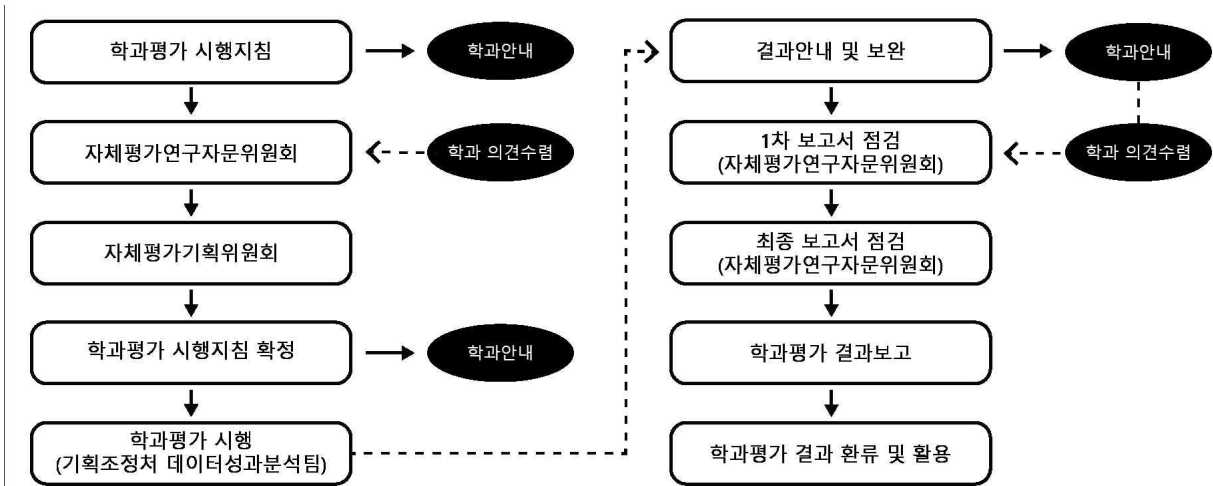 학과평가 시행지침
학과안내
자체평가연구자문위원회
학과 의견수렴
자체평가기획위원회
학과평가 시행지침 확정
학과안내
학과평가 시행
(기획조정처 데이터성과분석팀)
결과안내 및 보완
학과안내
1차 보고서 점검
(자체평가연구자문위원회)
학과 의견수렴
최종 보고서 점검
(자체평가연구자문위원회)
학과평가 결과보고
학과평가 결과 환류 및 활용